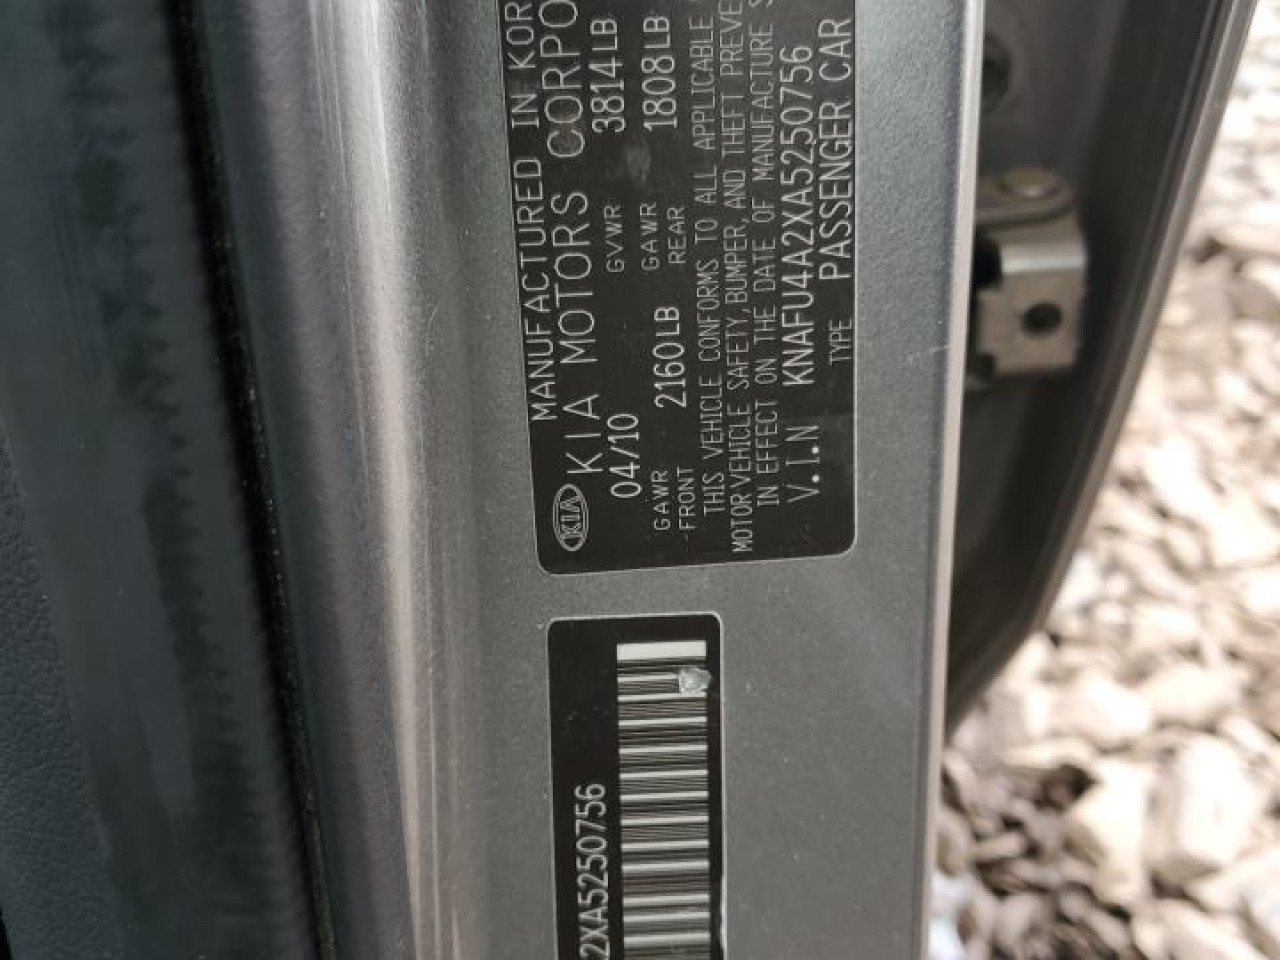 MANUFACTURED IN KOR
KIA KIA MOTORS CORPO
04/10 GVWR 3814LB
GAWR FRONT 2160LB GAWR REAR 1808LB
THIS VEHICLE CONFORMS TO ALL APPLICABLE
MOTOR VEHICLE SAFETY, BUMPER, AND THEFT PREVE
IN EFFECT ON THE DATE OF MANUFACTURE S
V.I.N KNAFU4A2XA5250756
TYPE PASSENGER CAR
2XA5250756